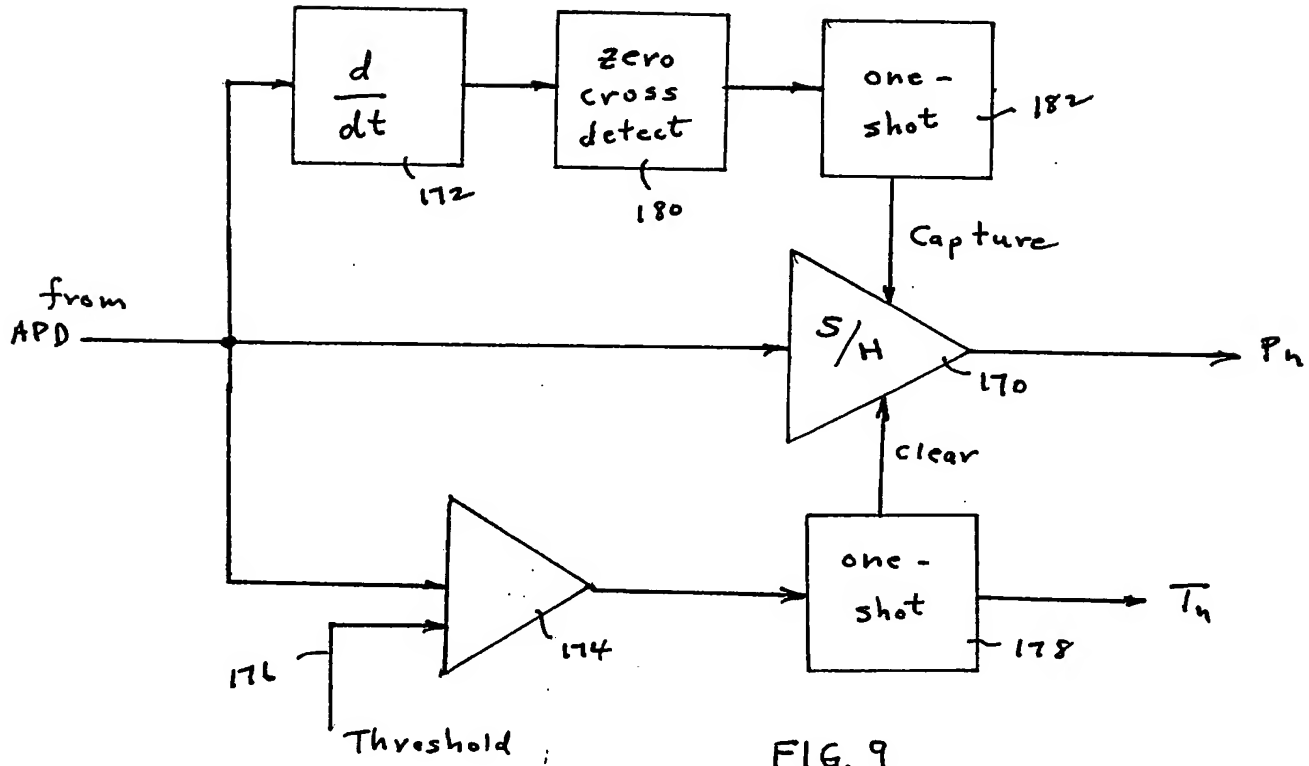 d
dt
172
zero
cross
detect
180
one-
shot
182
Capture
from
APD
S/H
170
Pn
clear
174
176
Threshold
one-
shot
178
Tn
FIG. 9